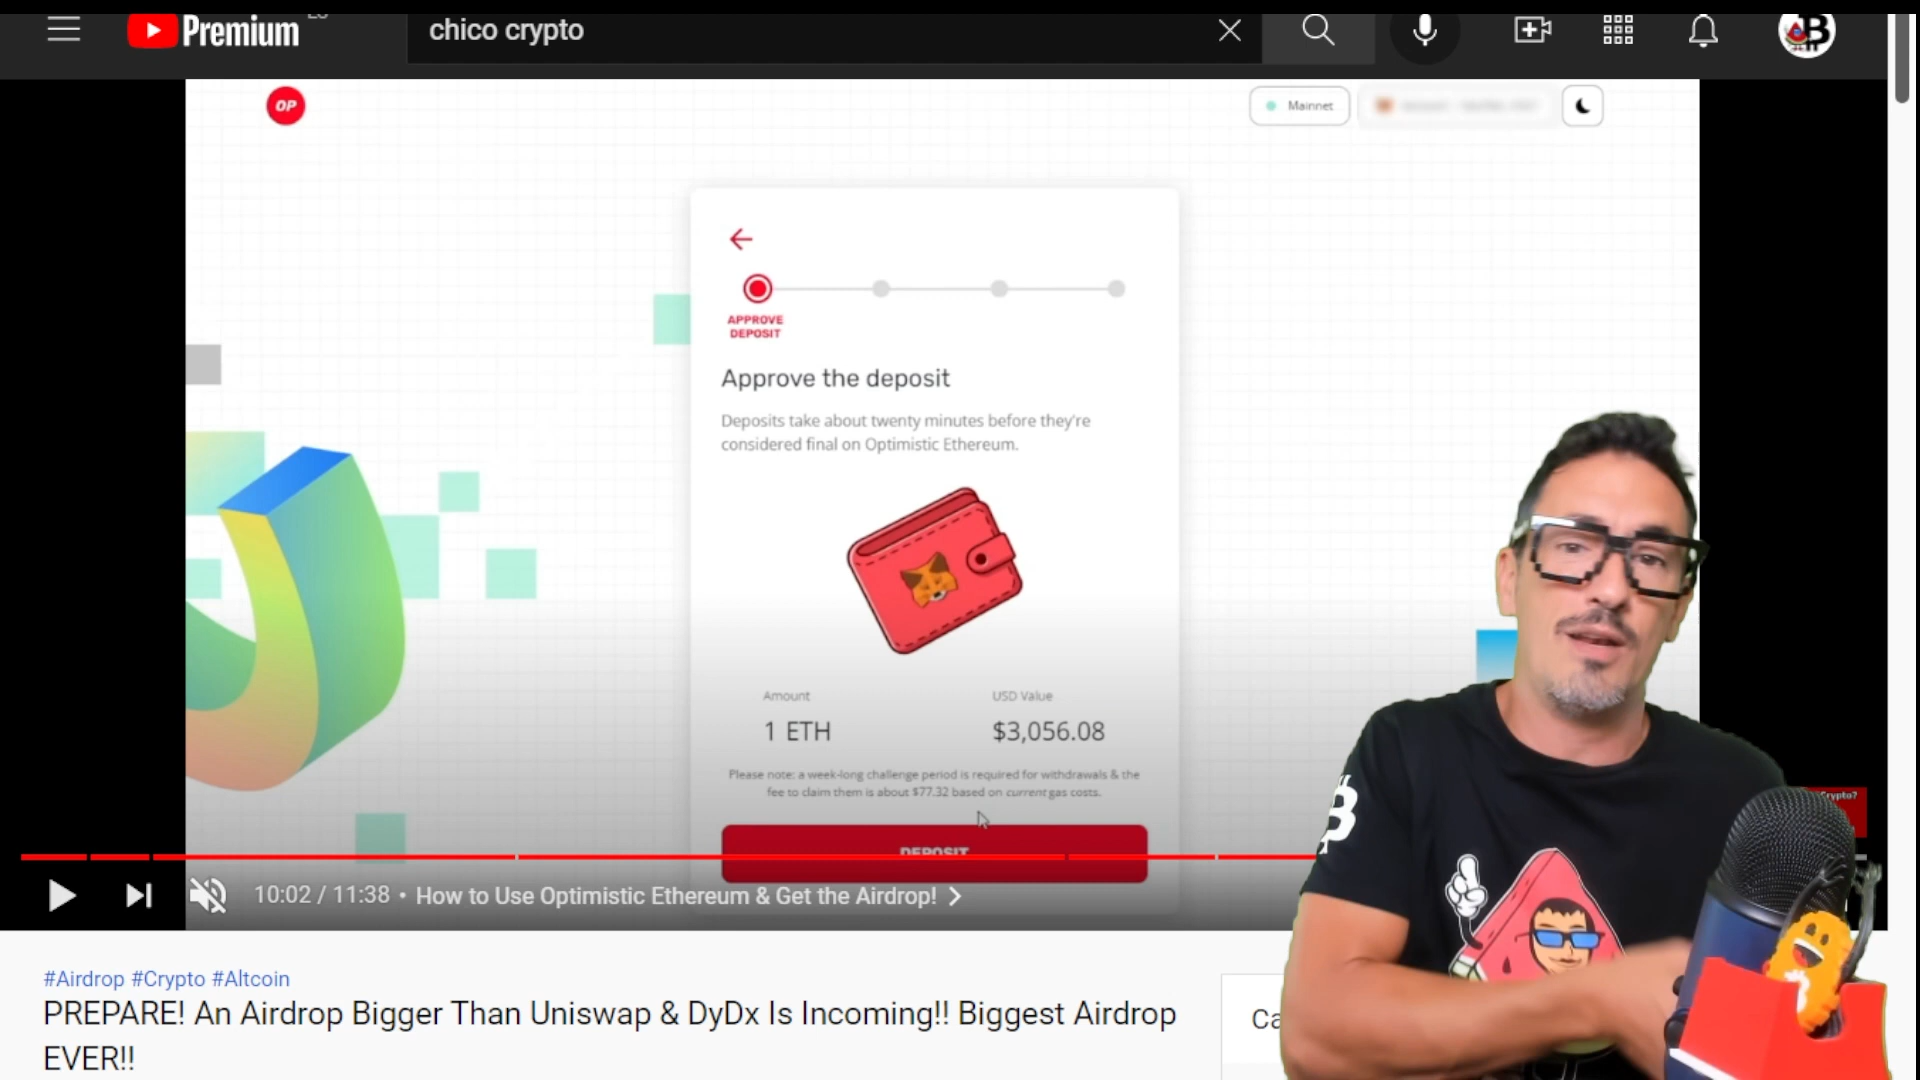 Premium
chico crypto
OP
Mainnet
APPROVE
DEPOSIT
Approve the deposit
Deposits take about twenty minutes before they're
considered final on Optimistic Ethereum.
Amount
USD Value
1 ETH
$3,056.08
Please note: a week-long challenge period is required for withdrawals & the
fee to claim them is about $77.32 based on current gas costs.
Crypto?
DEPOSIT
10:02 / 11:38 • How to Use Optimistic Ethereum & Get the Airdrop!
#Airdrop #Crypto #Altcoin
PREPARE! An Airdrop Bigger Than Uniswap & DyDx Is Incoming!! Biggest Airdrop
EVER!!